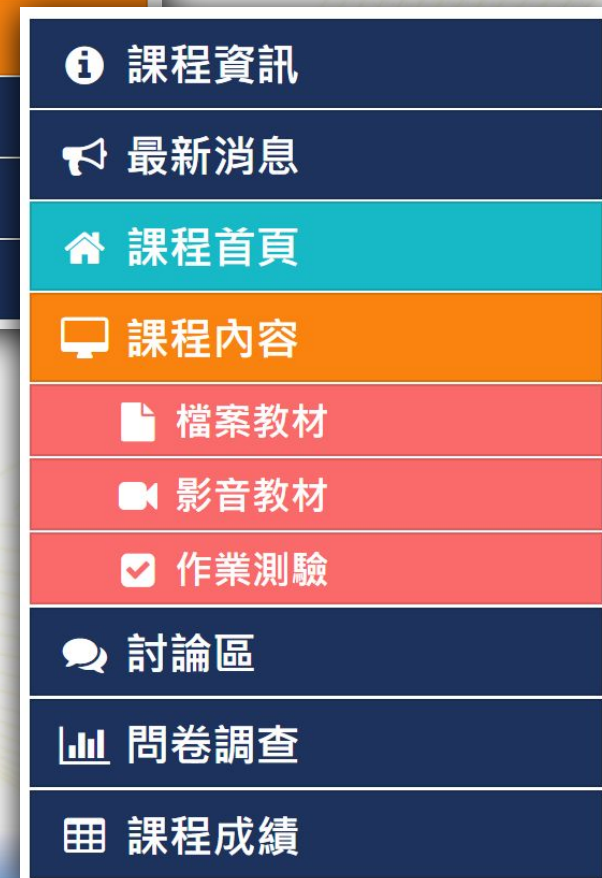 課程資訊
最新消息
課程首頁
課程內容
檔案教材
影音教材
作業測驗
討論區
問卷調查
課程成績